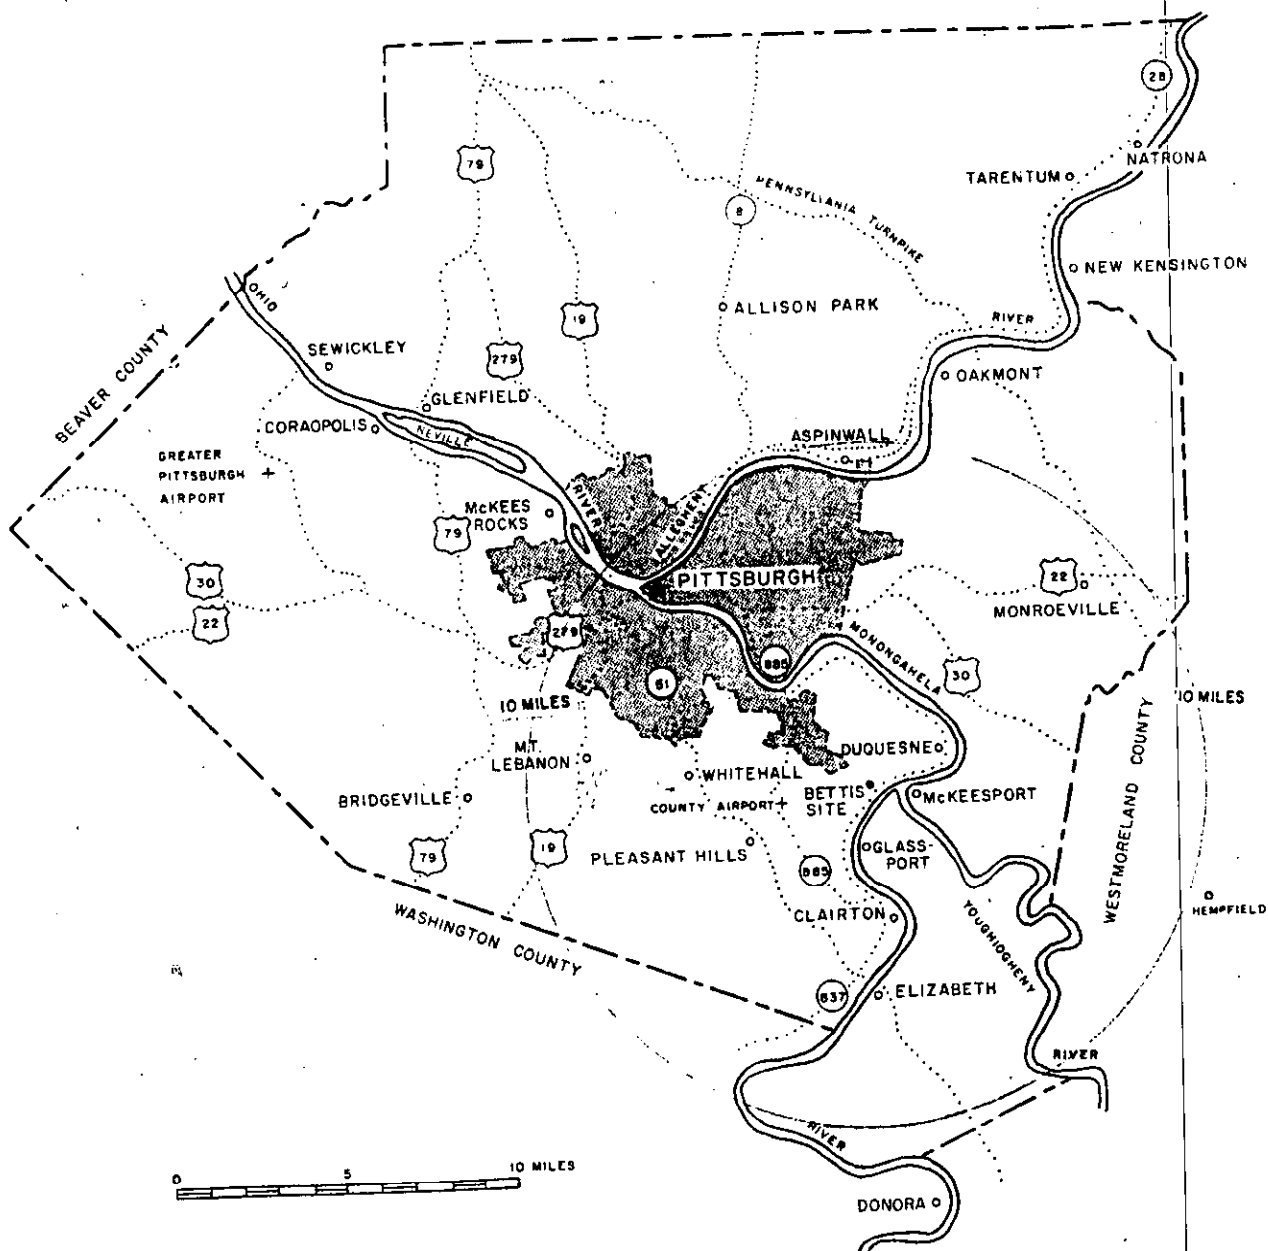 28
NATRONA
TARENTUM
79
PENNSYLVANIA TURNPIKE
8
NEW KENSINGTON
OHIO
ALLISON PARK
19
RIVER
BEAVER COUNTY
SEWICKLEY
279
OAKMONT
GLENFIELD
CORAOPOLIS
NEVILLE
ASPINWALL
GREATER
PITTSBURGH
AIRPORT
RIVER
McKEES
ROCKS
ALLEGHENY
79
30
22
PITTSBURGH
22
MONROEVILLE
279
MONONGAHELA
885
51
30
10 MILES
10 MILES
MT.
LEBANON
DUQUESNE
WHITEHALL
BETTIS
SITE
COUNTY AIRPORT
McKEESPORT
BRIDGEVILLE
WESTMORELAND COUNTY
79
19
PLEASANT HILLS
GLASS-
PORT
885
HEMPFIELD
CLAIRTON
YOUGHIOGHENY
WASHINGTON COUNTY
837
ELIZABETH
RIVER
RIVER
0
5
10 MILES
DONORA